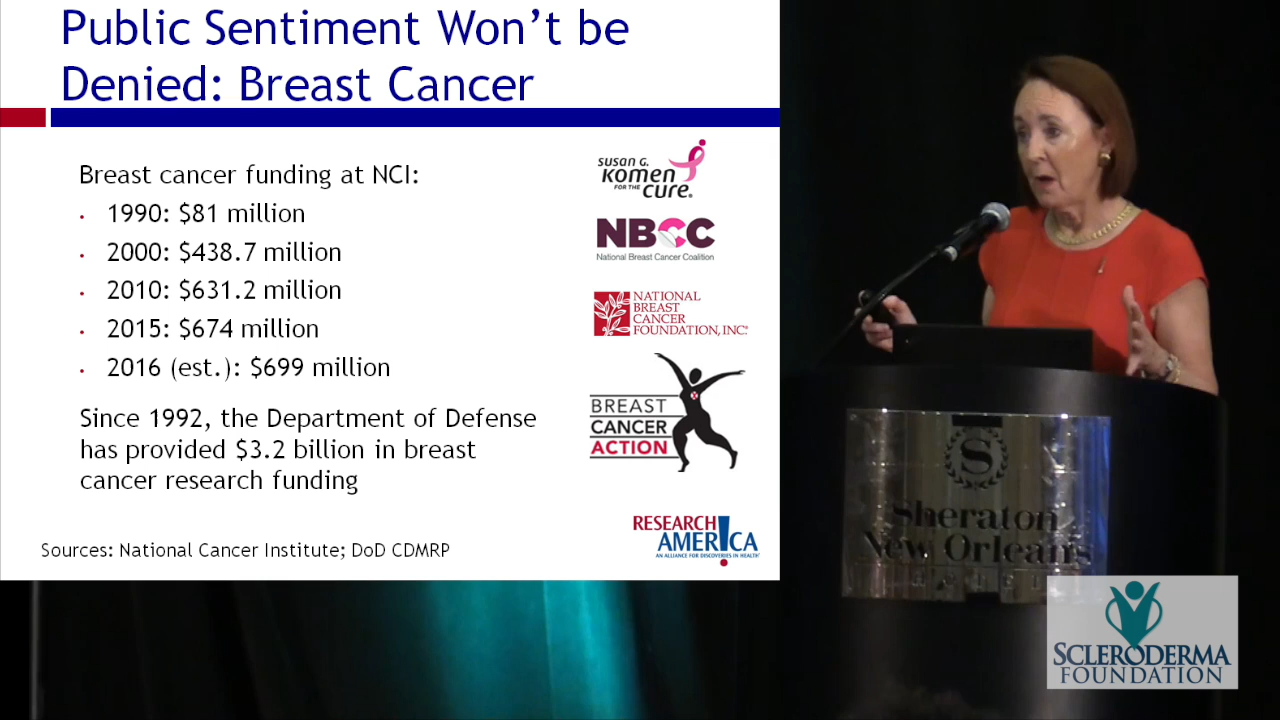 Public Sentiment Won't be
Denied: Breast Cancer
Breast cancer funding at NCI:
• 1990: $81 million
• 2000: $438.7 million
• 2010: $631.2 million
• 2015: $674 million
• 2016 (est.): $699 million
Since 1992, the Department of Defense
has provided $3.2 billion in breast
cancer research funding
Sources: National Cancer Institute; DoD CDMRP
SUSAN G.
Komen
FOR THE
CURE®
NBCC
National Breast Cancer Coalition
NATIONAL
BREAST
CANCER
FOUNDATION, INC®
BREAST
CANCER
ACTION
RESEARCH
AMERICA
AN ALLIANCE FOR DISCOVERIES IN HEALTH®
S
Sheraton
New Orleans
HOTEL
SCLERODERMA
FOUNDATION